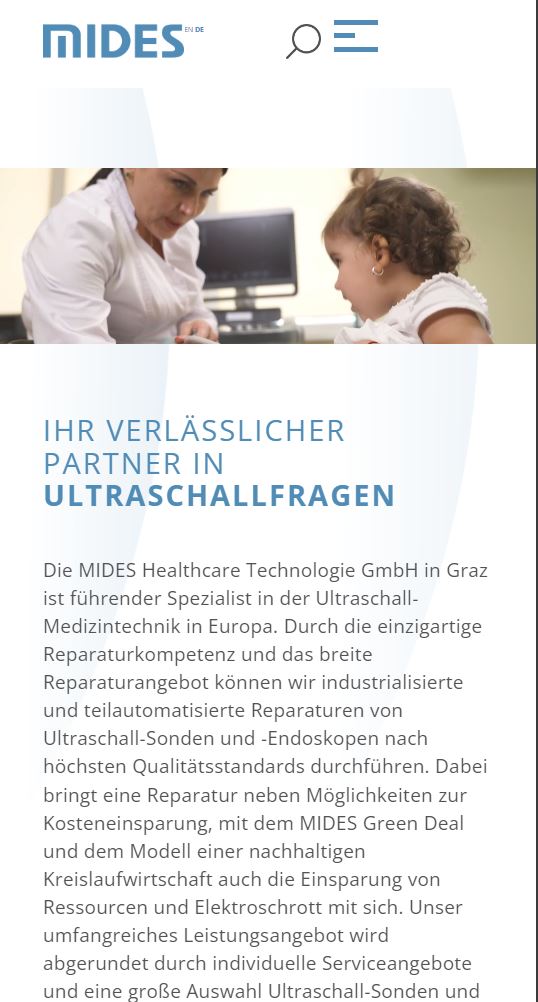 MIDES EN DE
IHR VERLÄSSLICHER
PARTNER IN
ULTRASCHALLFRAGEN
Die MIDES Healthcare Technologie GmbH in Graz
ist führender Spezialist in der Ultraschall-
Medizintechnik in Europa. Durch die einzigartige
Reparaturkompetenz und das breite
Reparaturangebot können wir industrialisierte
und teilautomatisierte Reparaturen von
Ultraschall-Sonden und -Endoskopen nach
höchsten Qualitätsstandards durchführen. Dabei
bringt eine Reparatur neben Möglichkeiten zur
Kosteneinsparung, mit dem MIDES Green Deal
und dem Modell einer nachhaltigen
Kreislaufwirtschaft auch die Einsparung von
Ressourcen und Elektroschrott mit sich. Unser
umfangreiches Leistungsangebot wird
abgerundet durch individuelle Serviceangebote
und eine große Auswahl Ultraschall-Sonden und